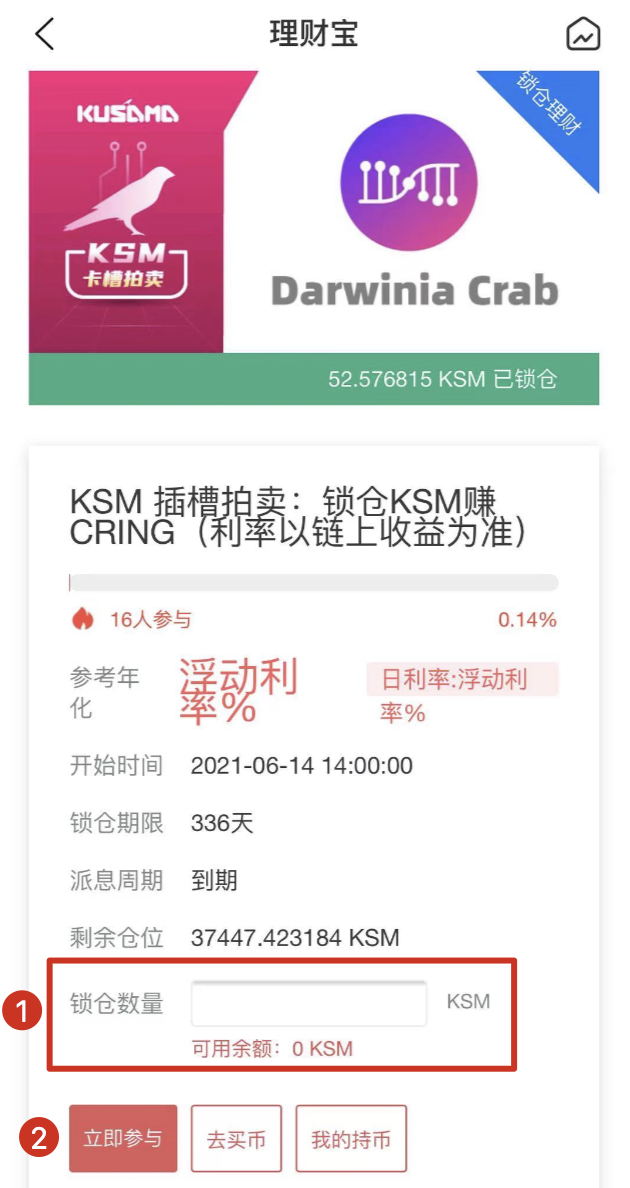 理财宝
KUSAMA
锁仓理财
KSM
卡槽拍卖
Darwinia Crab
52.576815 KSM 已锁仓
KSM 插槽拍卖：锁仓KSM赚
CRING（利率以链上收益为准）
16人参与
0.14%
参考年
化
浮动利
率%
日利率:浮动利
率%
开始时间 2021-06-14 14:00:00
锁仓期限 336天
派息周期 到期
剩余仓位 37447.423184 KSM
1
锁仓数量 KSM
可用余额：0 KSM
2
立即参与 去买币 我的持币